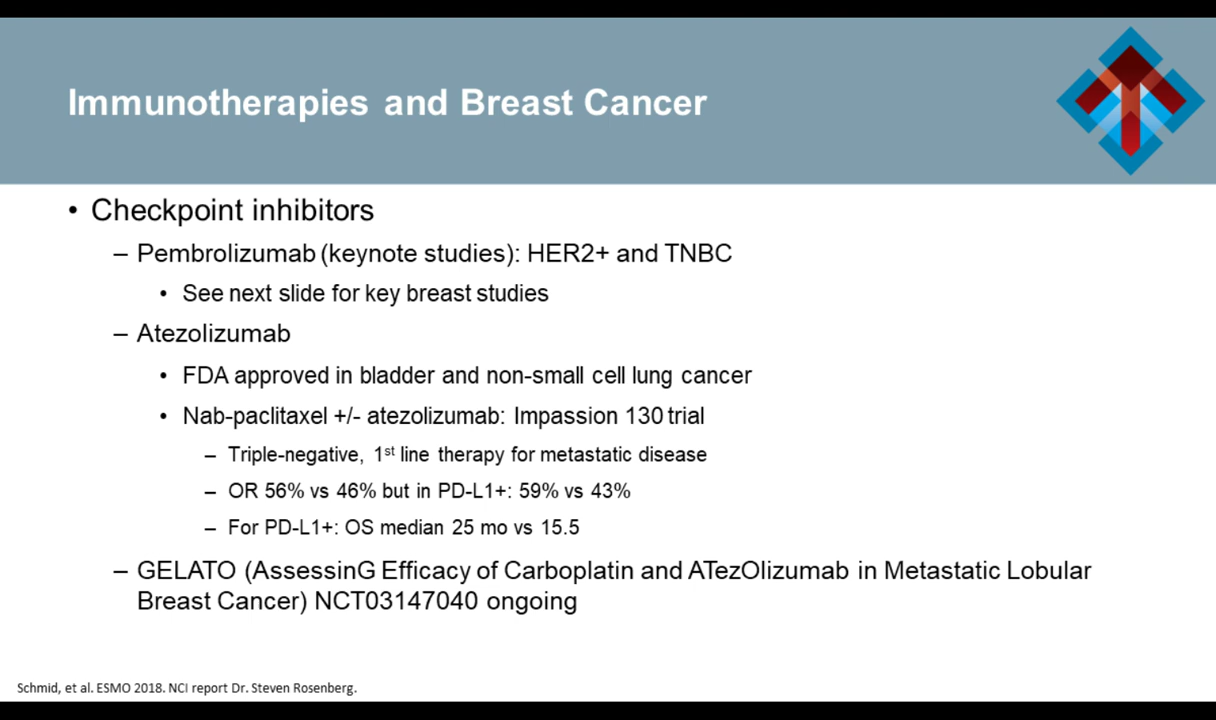 Immunotherapies and Breast Cancer
• Checkpoint inhibitors
– Pembrolizumab (keynote studies): HER2+ and TNBC
• See next slide for key breast studies
– Atezolizumab
• FDA approved in bladder and non-small cell lung cancer
• Nab-paclitaxel +/- atezolizumab: Impassion 130 trial
– Triple-negative, 1st line therapy for metastatic disease
– OR 56% vs 46% but in PD-L1+: 59% vs 43%
– For PD-L1+: OS median 25 mo vs 15.5
– GELATO (AssessinG Efficacy of Carboplatin and ATezOlizumab in Metastatic Lobular
Breast Cancer) NCT03147040 ongoing
Schmid, et al. ESMO 2018. NCI report Dr. Steven Rosenberg.